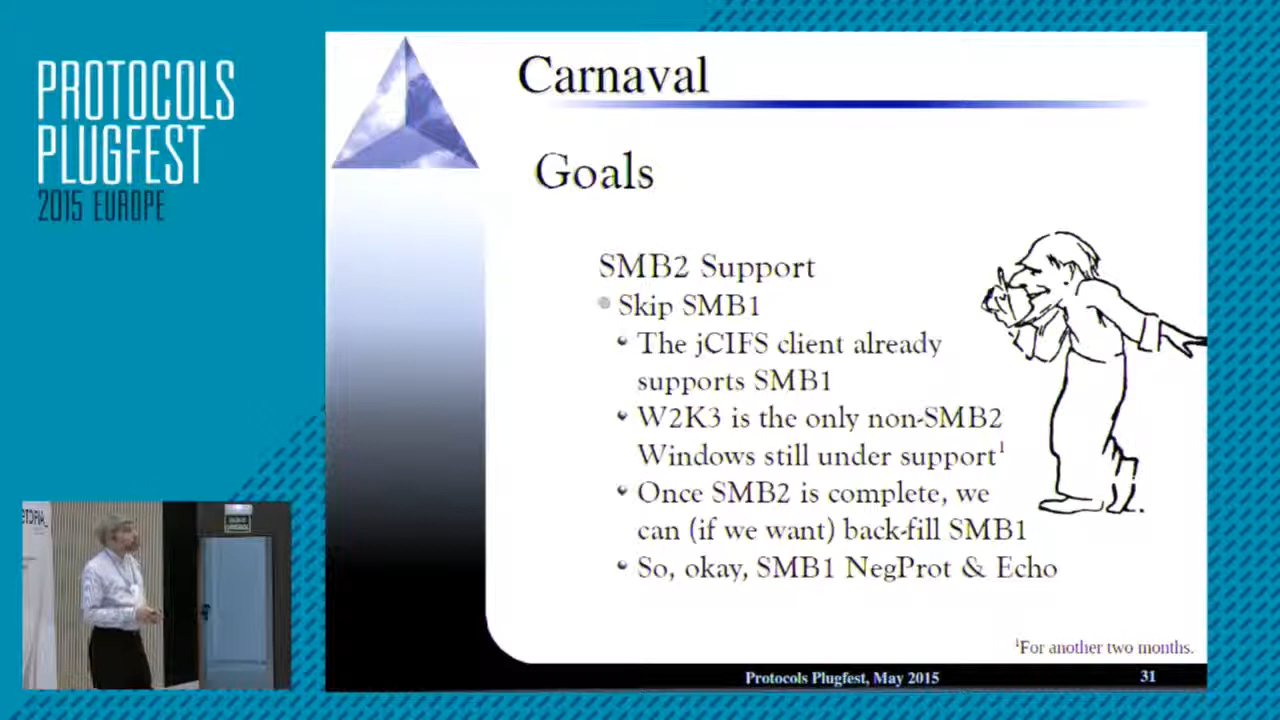 PROTOCOLS
PLUGFEST
2015 EUROPE
Carnaval
Goals
SMB2 Support
Skip SMB1
The jCIFS client already
supports SMB1
W2K3 is the only non-SMB2
Windows still under support¹
Once SMB2 is complete, we
can (if we want) back-fill SMB1
So, okay, SMB1 NegProt & Echo
¹For another two months.
Protocols Plugfest, May 2015
31